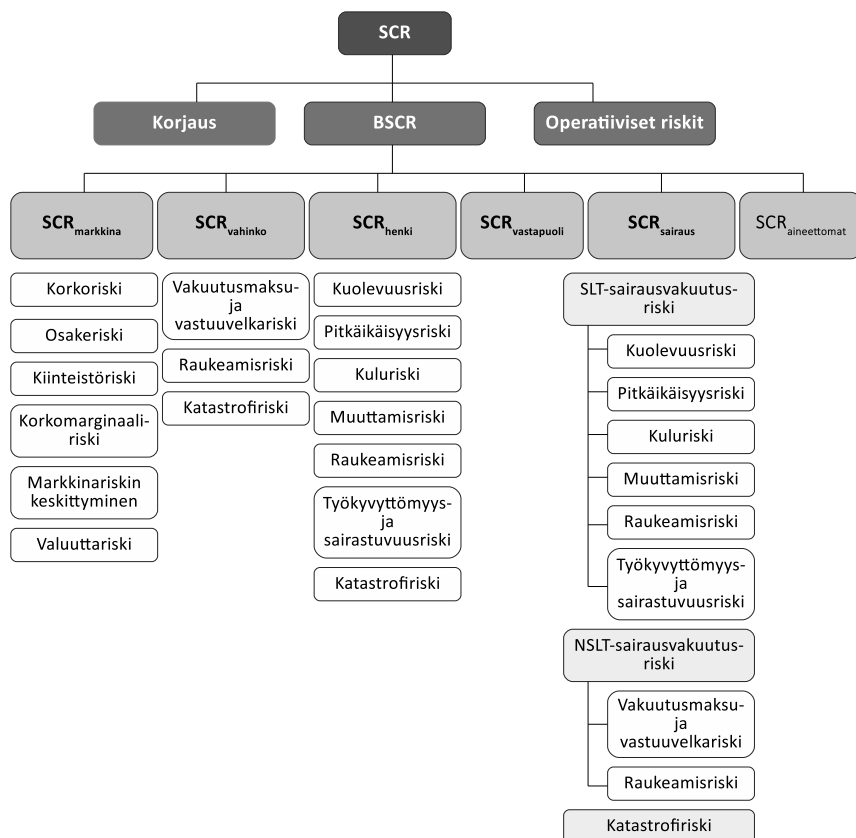 SCR
Korjaus
BSCR
Operatiiviset riskit
SCRmarkkina
SCRvahinko
SCRhenki
SCRvastapuoli
SCRsairaus
SCRaineettomat
Korkoriski
Osakeriski
Kiinteistöriski
Korkomarginaali-
riski
Markkinariskin
keskittyminen
Valuuttariski
Vakuutusmaksu-
ja
vastuuvelkariski
Raukeamisriski
Katastrofiriski
Kuolevuusriski
Pitkäikäisyysriski
Kuluriski
Muuttamisriski
Raukeamisriski
Työkyvyttömyys-
ja
sairastuvuusriski
Katastrofiriski
SLT-sairausvakuutus-
riski
Kuolevuusriski
Pitkäikäisyysriski
Kuluriski
Muuttamisriski
Raukeamisriski
Työkyvyttömyys-
ja
sairastuvuusriski
NSLT-sairausvakuutus-
riski
Vakuutusmaksu-
ja
vastuuvelkariski
Raukeamisriski
Katastrofiriski